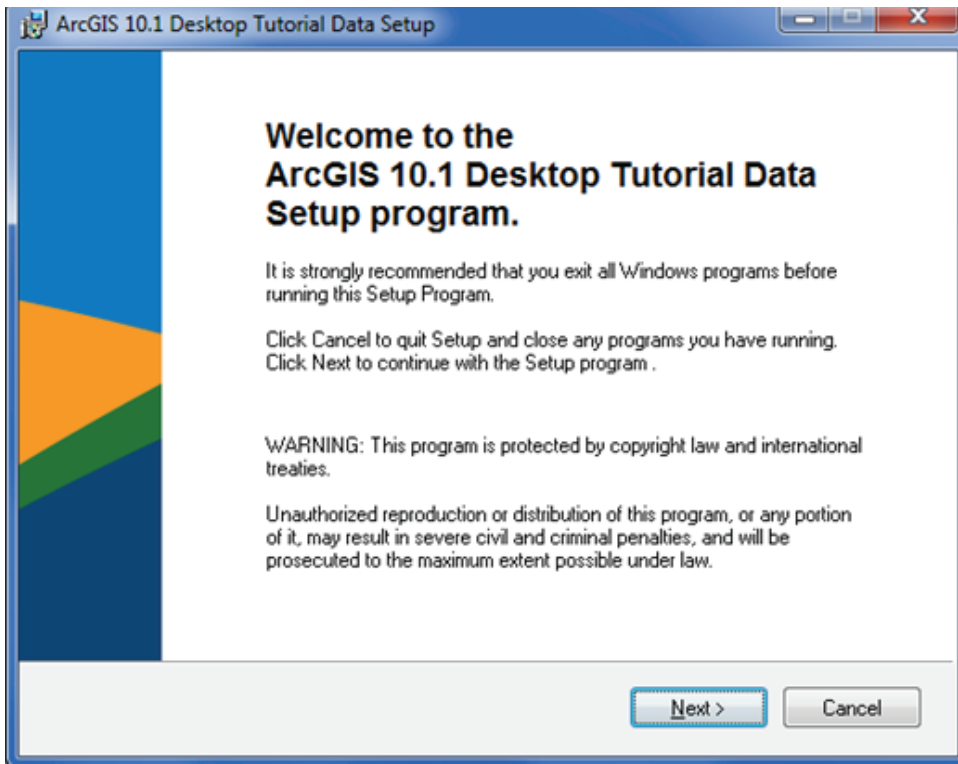 ArcGIS 10.1 Desktop Tutorial Data Setup
Welcome to the
ArcGIS 10.1 Desktop Tutorial Data
Setup program.
It is strongly recommended that you exit all Windows programs before
running this Setup Program.
Click Cancel to quit Setup and close any programs you have running.
Click Next to continue with the Setup program .
WARNING: This program is protected by copyright law and international
treaties.
Unauthorized reproduction or distribution of this program, or any portion
of it, may result in severe civil and criminal penalties, and will be
prosecuted to the maximum extent possible under law.
Next >
Cancel